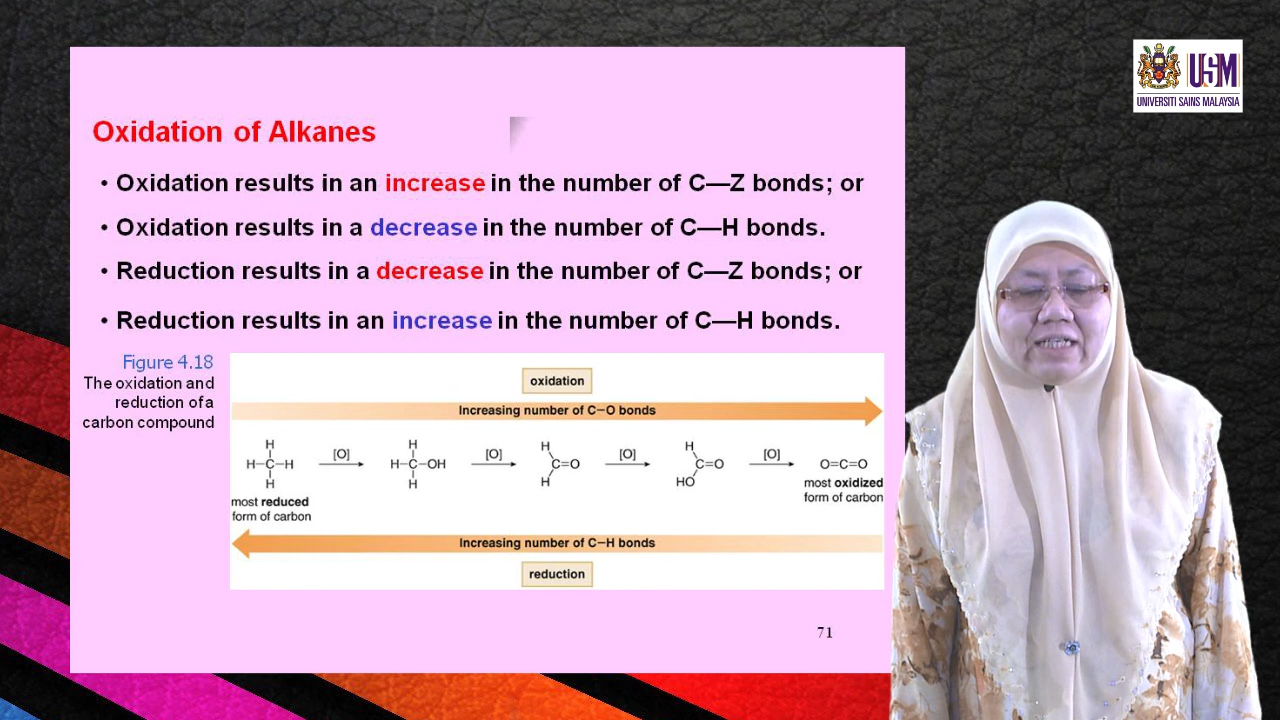 USM
UNIVERSITI SAINS MALAYSIA
Oxidation of Alkanes
• Oxidation results in an increase in the number of C—Z bonds; or
• Oxidation results in a decrease in the number of C—H bonds.
• Reduction results in a decrease in the number of C—Z bonds; or
• Reduction results in an increase in the number of C—H bonds.
Figure 4.18
The oxidation and
reduction of a
carbon compound
oxidation
Increasing number of C–O bonds
H H H H
[O] [O] [O] [O]
H–C–H H–C–OH C=O C=O O=C=O
H H H HO
most reduced
form of carbon
most oxidized
form of carbon
Increasing number of C–H bonds
reduction
71